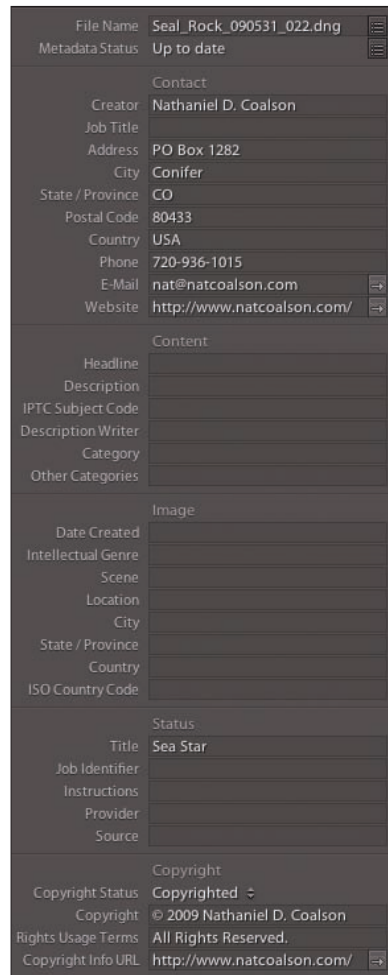 File Name Seal_Rock_090531_022.dng
Metadata Status Up to date
Contact
Creator Nathaniel D. Coalson
Job Title
Address PO Box 1282
City Conifer
State / Province CO
Postal Code 80433
Country USA
Phone 720-936-1015
E-Mail nat@natcoalson.com
Website http://www.natcoalson.com/
Content
Headline
Description
IPTC Subject Code
Description Writer
Category
Other Categories
Image
Date Created
Intellectual Genre
Scene
Location
City
State / Province
Country
ISO Country Code
Status
Title Sea Star
Job Identifier
Instructions
Provider
Source
Copyright
Copyright Status Copyrighted
Copyright © 2009 Nathaniel D. Coalson
Rights Usage Terms All Rights Reserved.
Copyright Info URL http://www.natcoalson.com/